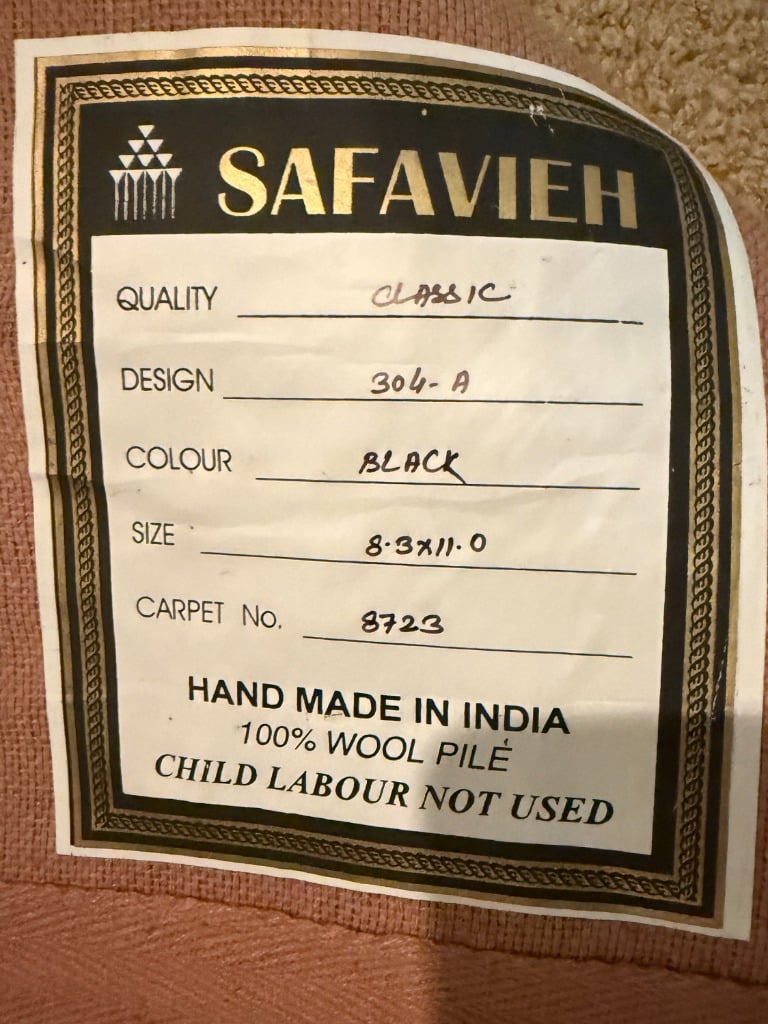 SAFAVIEH
QUALITY CLASSIC
DESIGN 304-A
COLOUR BLACK
SIZE 8.3x11.0
CARPET No. 8723
HAND MADE IN INDIA
100% WOOL PILE
CHILD LABOUR NOT USED